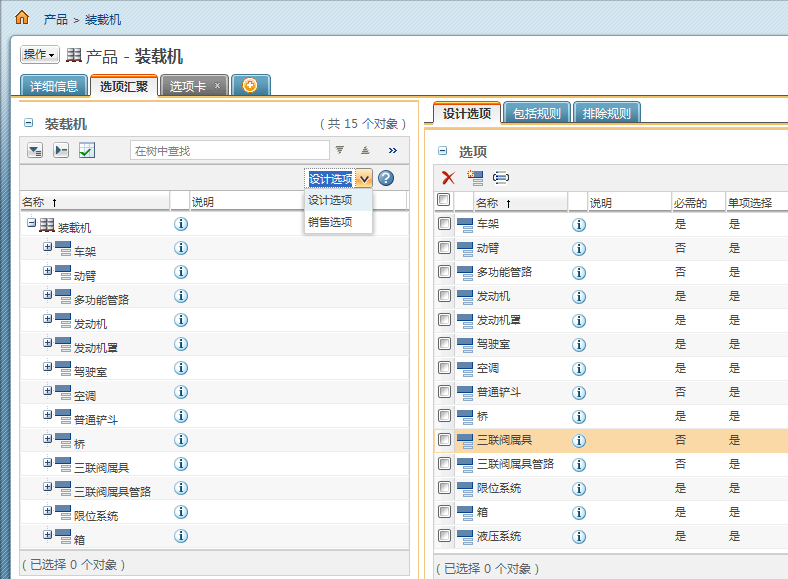 产品 > 装载机
操作 产品 - 装载机
详细信息 选项汇聚 选项卡 ×
装载机 ( 共 15 个对象 )
在树中查找 »
设计选项
设计选项
销售选项
名称 ↑ 说明
装载机
车架
动臂
多功能管路
发动机
发动机罩
驾驶室
空调
普通铲斗
桥
三联阀属具
三联阀属具管路
限位系统
箱
( 已选择 0 个对象 )
设计选项 包括规则 排除规则
选项
名称 ↑ 说明 必需的 单项选择
车架 是 是
动臂 否 是
多功能管路 否 是
发动机 是 是
发动机罩 是 是
驾驶室 是 是
空调 是 是
普通铲斗 否 是
桥 是 是
三联阀属具 否 是
三联阀属具管路 否 是
限位系统 是 是
箱 是 是
液压系统 是 是
( 已选择 0 个对象 )